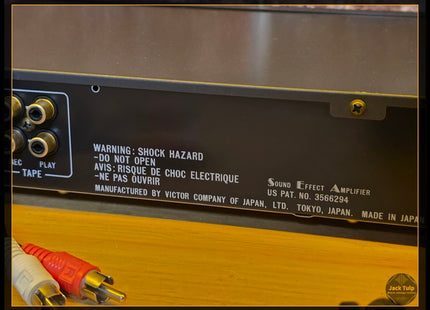 PLAY
TAPE
WARNING: SHOCK HAZARD
-DO NOT OPEN
AVIS: RISQUE DE CHOC ELECTRIQUE
-NE PAS OUVRIR
MANUFACTURED BY VICTOR COMPANY OF JAPAN, LTD. TOKYO, JAPAN. MADE IN JAPAN
SOUND EFFECT AMPLIFIER
US PAT. NO. 3566294
Jack Tulp